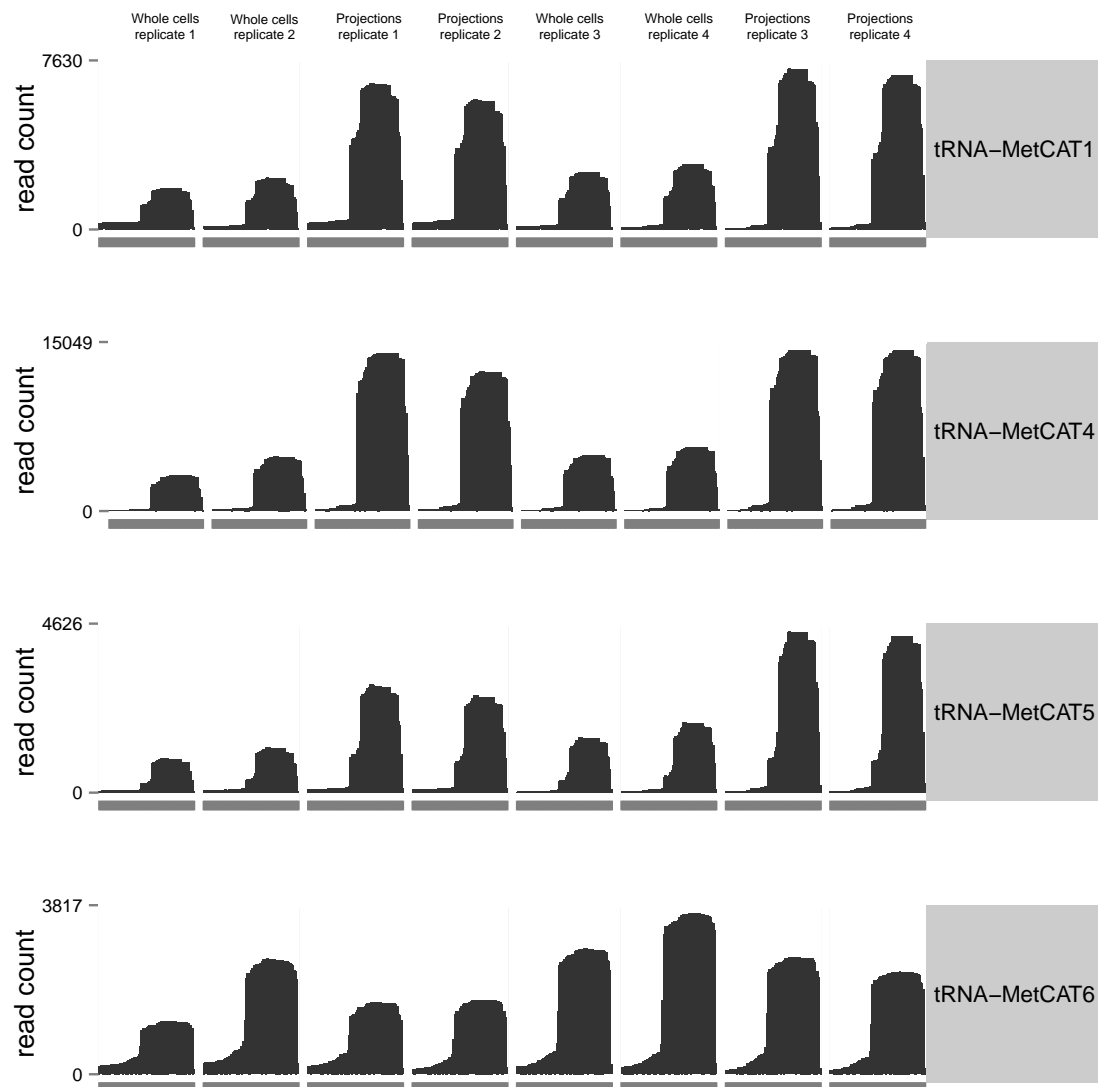 Whole cells replicate 1
Whole cells replicate 2
Projections replicate 1
Projections replicate 2
Whole cells replicate 3
Whole cells replicate 4
Projections replicate 3
Projections replicate 4
7630
read count
0
tRNA−MetCAT1
15049
read count
0
tRNA−MetCAT4
4626
read count
0
tRNA−MetCAT5
3817
read count
0
tRNA−MetCAT6